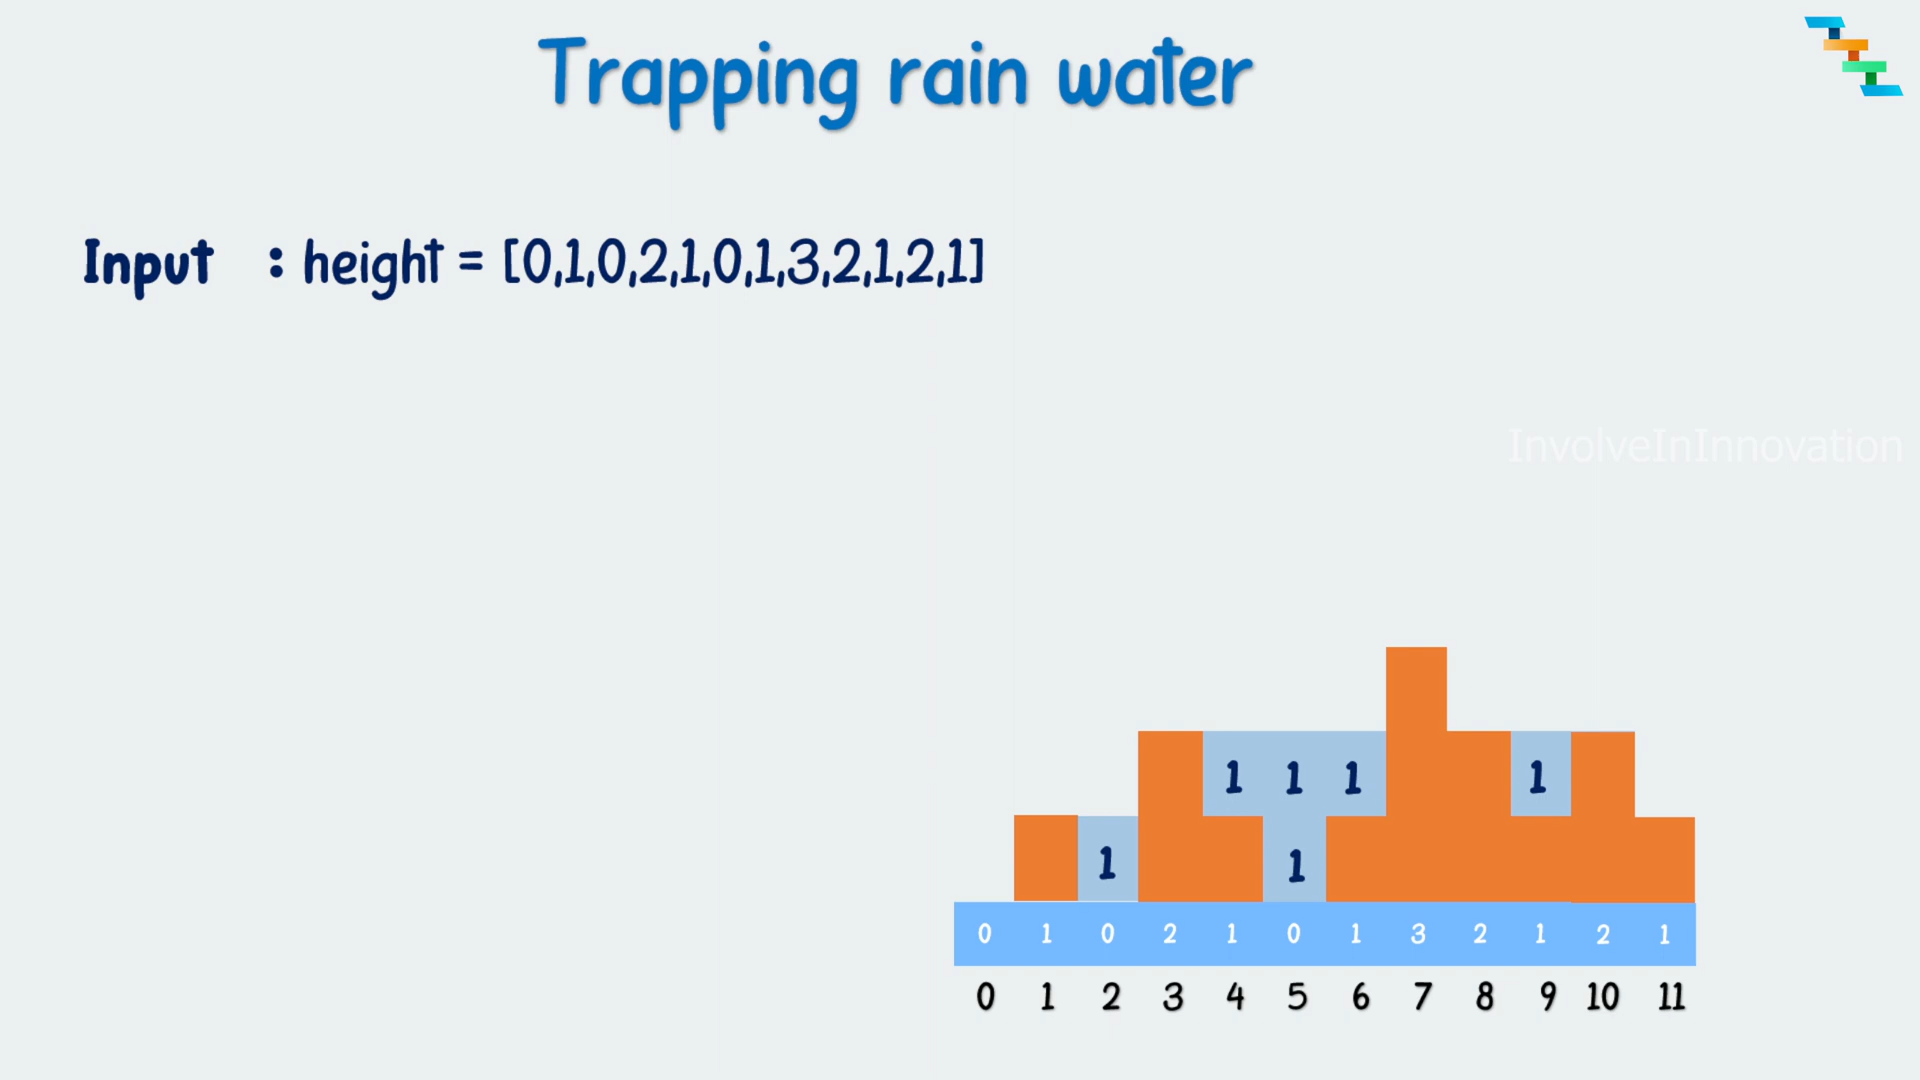 Trapping rain water
Input : height = [0,1,0,2,1,0,1,3,2,1,2,1]
InvolveInInnovation
1 1 1 1
1 1
0 1 0 2 1 0 1 3 2 1 2 1
0 1 2 3 4 5 6 7 8 9 10 11